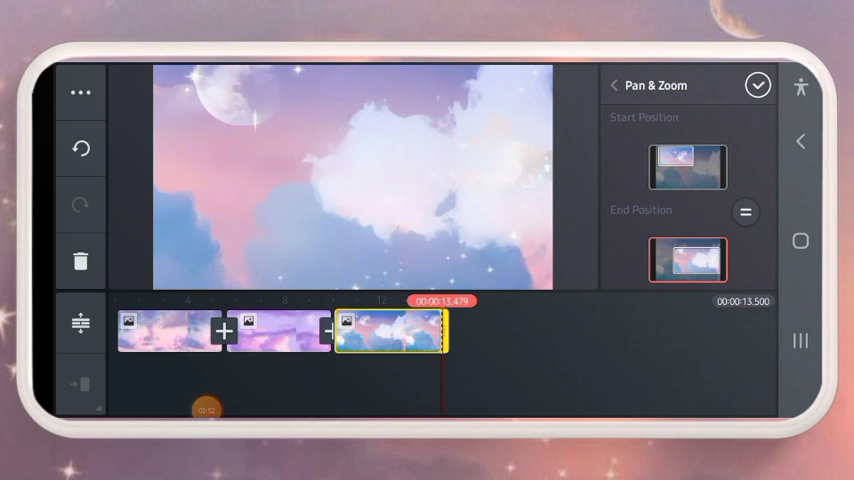 Pan & Zoom
Start Position
End Position
4
8
12
00:00:13.479
00:00:13.500
02:52